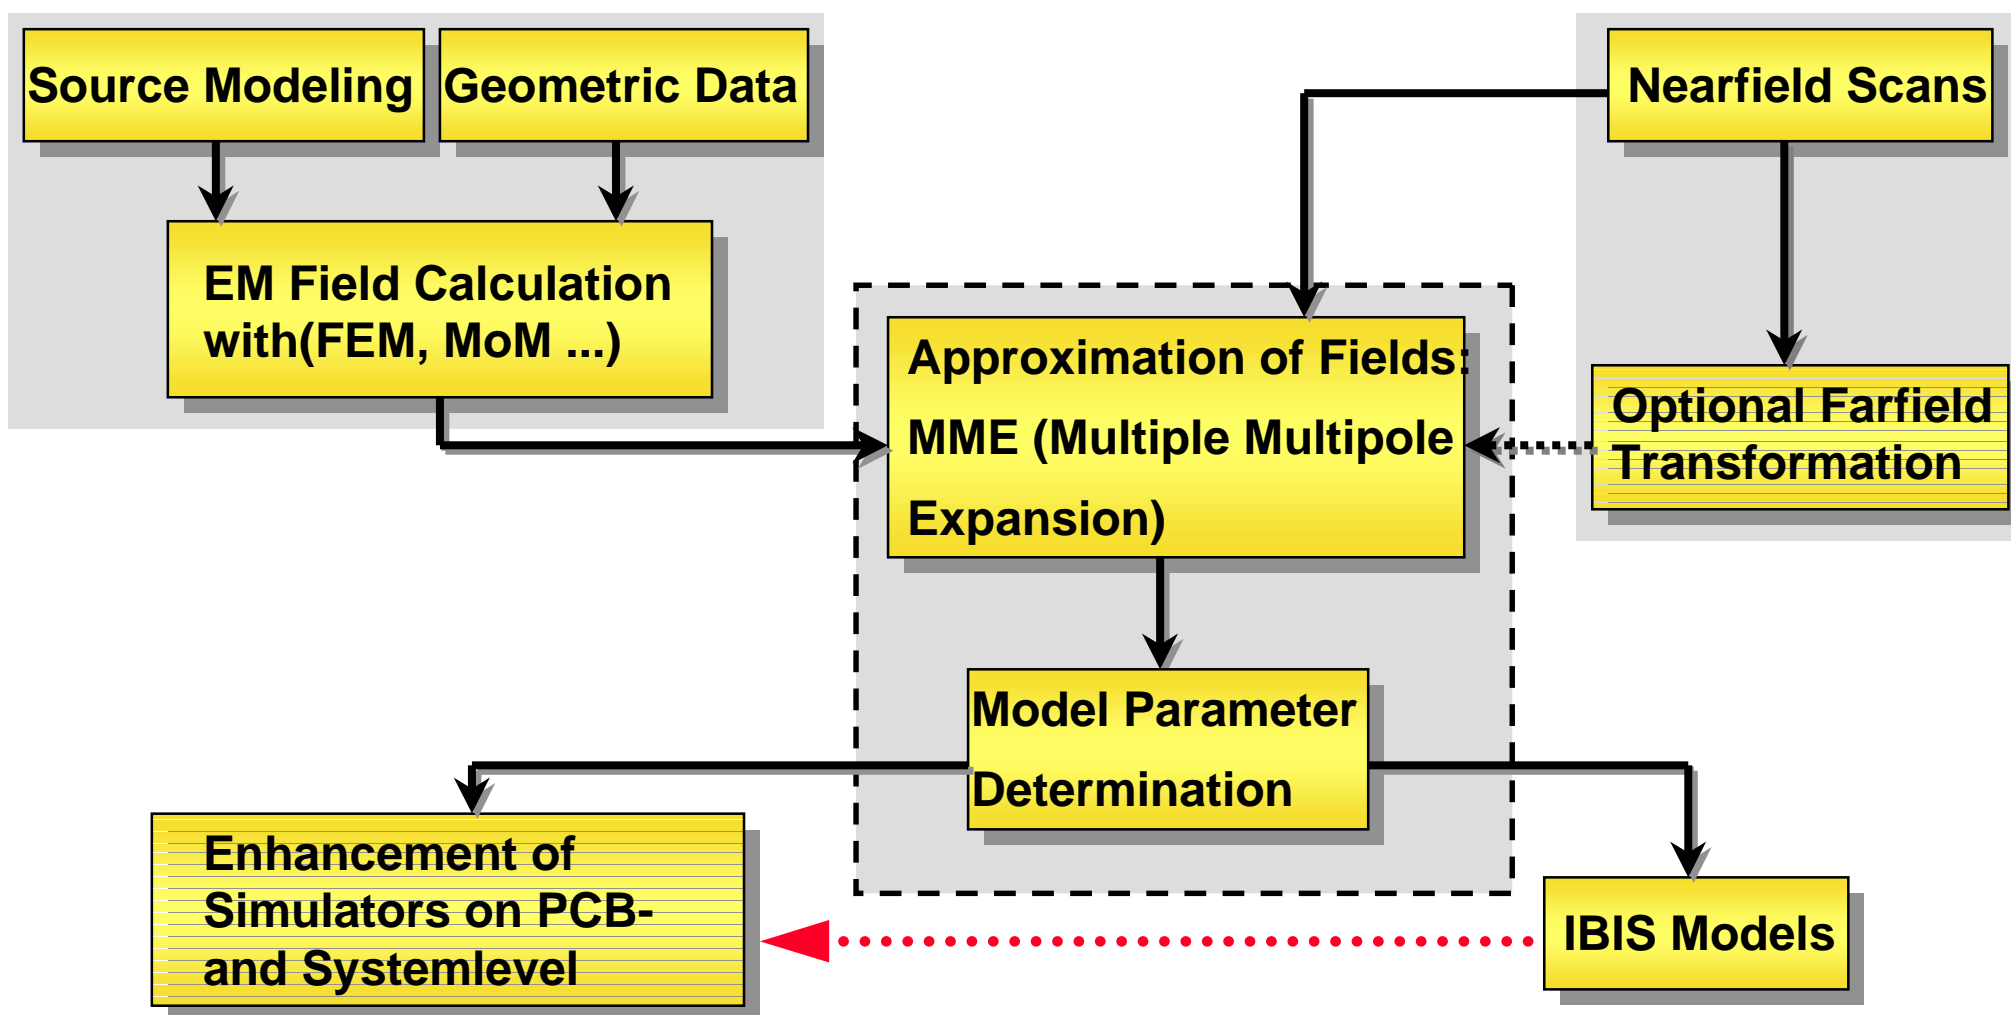 Source Modeling
Geometric Data
Nearfield Scans
EM Field Calculation
with(FEM, MoM ...)
Approximation of Fields:
MME (Multiple Multipole
Expansion)
Optional Farfield
Transformation
Model Parameter
Determination
Enhancement of
Simulators on PCB-
and Systemlevel
IBIS Models